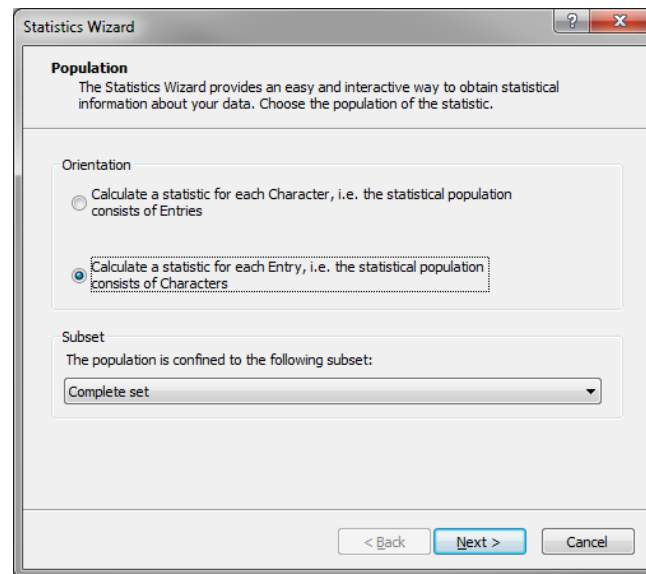 Statistics Wizard
?
X
Population
The Statistics Wizard provides an easy and interactive way to obtain statistical
information about your data. Choose the population of the statistic.
Orientation
Calculate a statistic for each Character, i.e. the statistical population
consists of Entries
Calculate a statistic for each Entry, i.e. the statistical population
consists of Characters
Subset
The population is confined to the following subset:
Complete set
< Back Next > Cancel